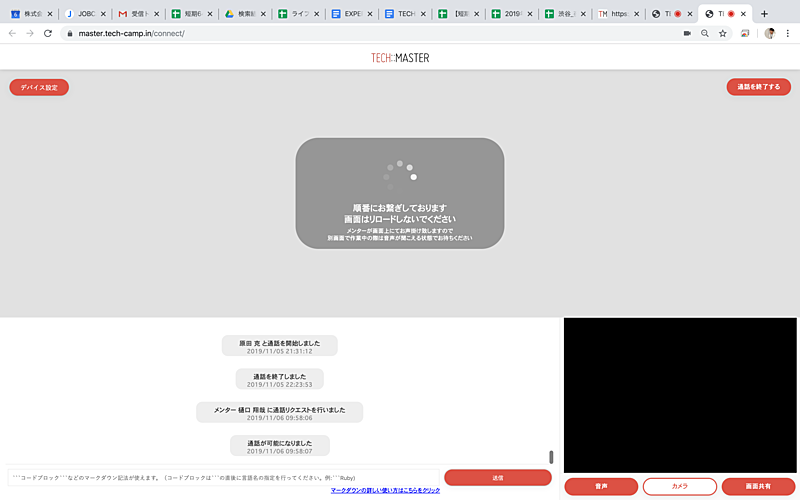 株式会
JOBC
受信ト
短期6
検索結
ライフ
EXPER
TECH
【短期
2019年
渋谷_
TM https:
Ti
Ti
master.tech-camp.in/connect/
TECH::MASTER
デバイス設定
通話を終了する
順番にお繋ぎしております
画面はリロードしないでください
メンターが画面上にてお声掛け致しますので
別画面で作業中の際は音声が聞こえる状態でお待ちください
原田 克 と通話を開始しました
2019/11/05 21:31:12
通話を終了しました
2019/11/05 22:23:53
メンター 樋口 翔哉 に通話リクエストを行いました
2019/11/06 09:58:06
通話が可能になりました
2019/11/06 09:58:07
```コードブロック```などのマークダウン記法が使えます。（コードブロックは```の直後に言語名の指定を行ってください。例:```Ruby)
送信
マークダウンの詳しい使い方はこちらをクリック
音声
カメラ
画面共有